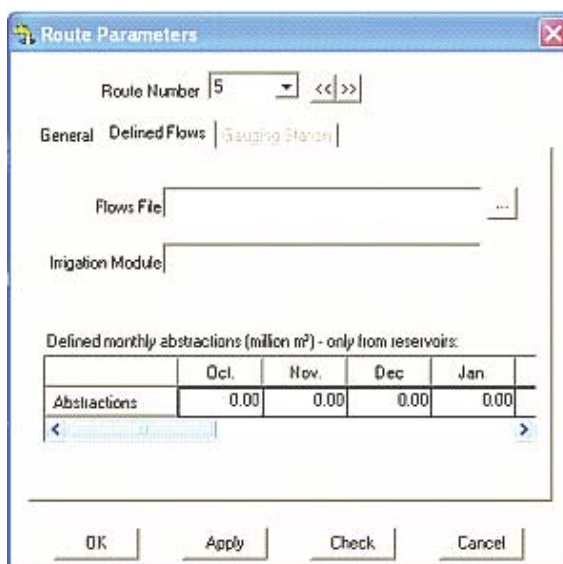 Route Parameters
Route Number 5 << >>
General Defined Flows Gauging Station
Flows File ...
Irrigation Module
Defined monthly abstractions (million m³) - only from reservoirs:
Oct. Nov. Dec Jan
Abstractions 0.00 0.00 0.00 0.00
OK Apply Check Cancel